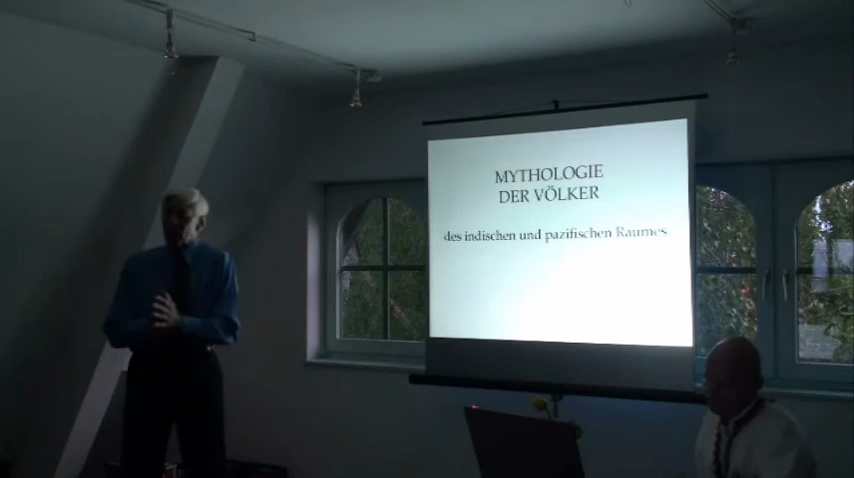 MYTHOLOGIE
DER VÖLKER
des indischen und pazifischen Raumes